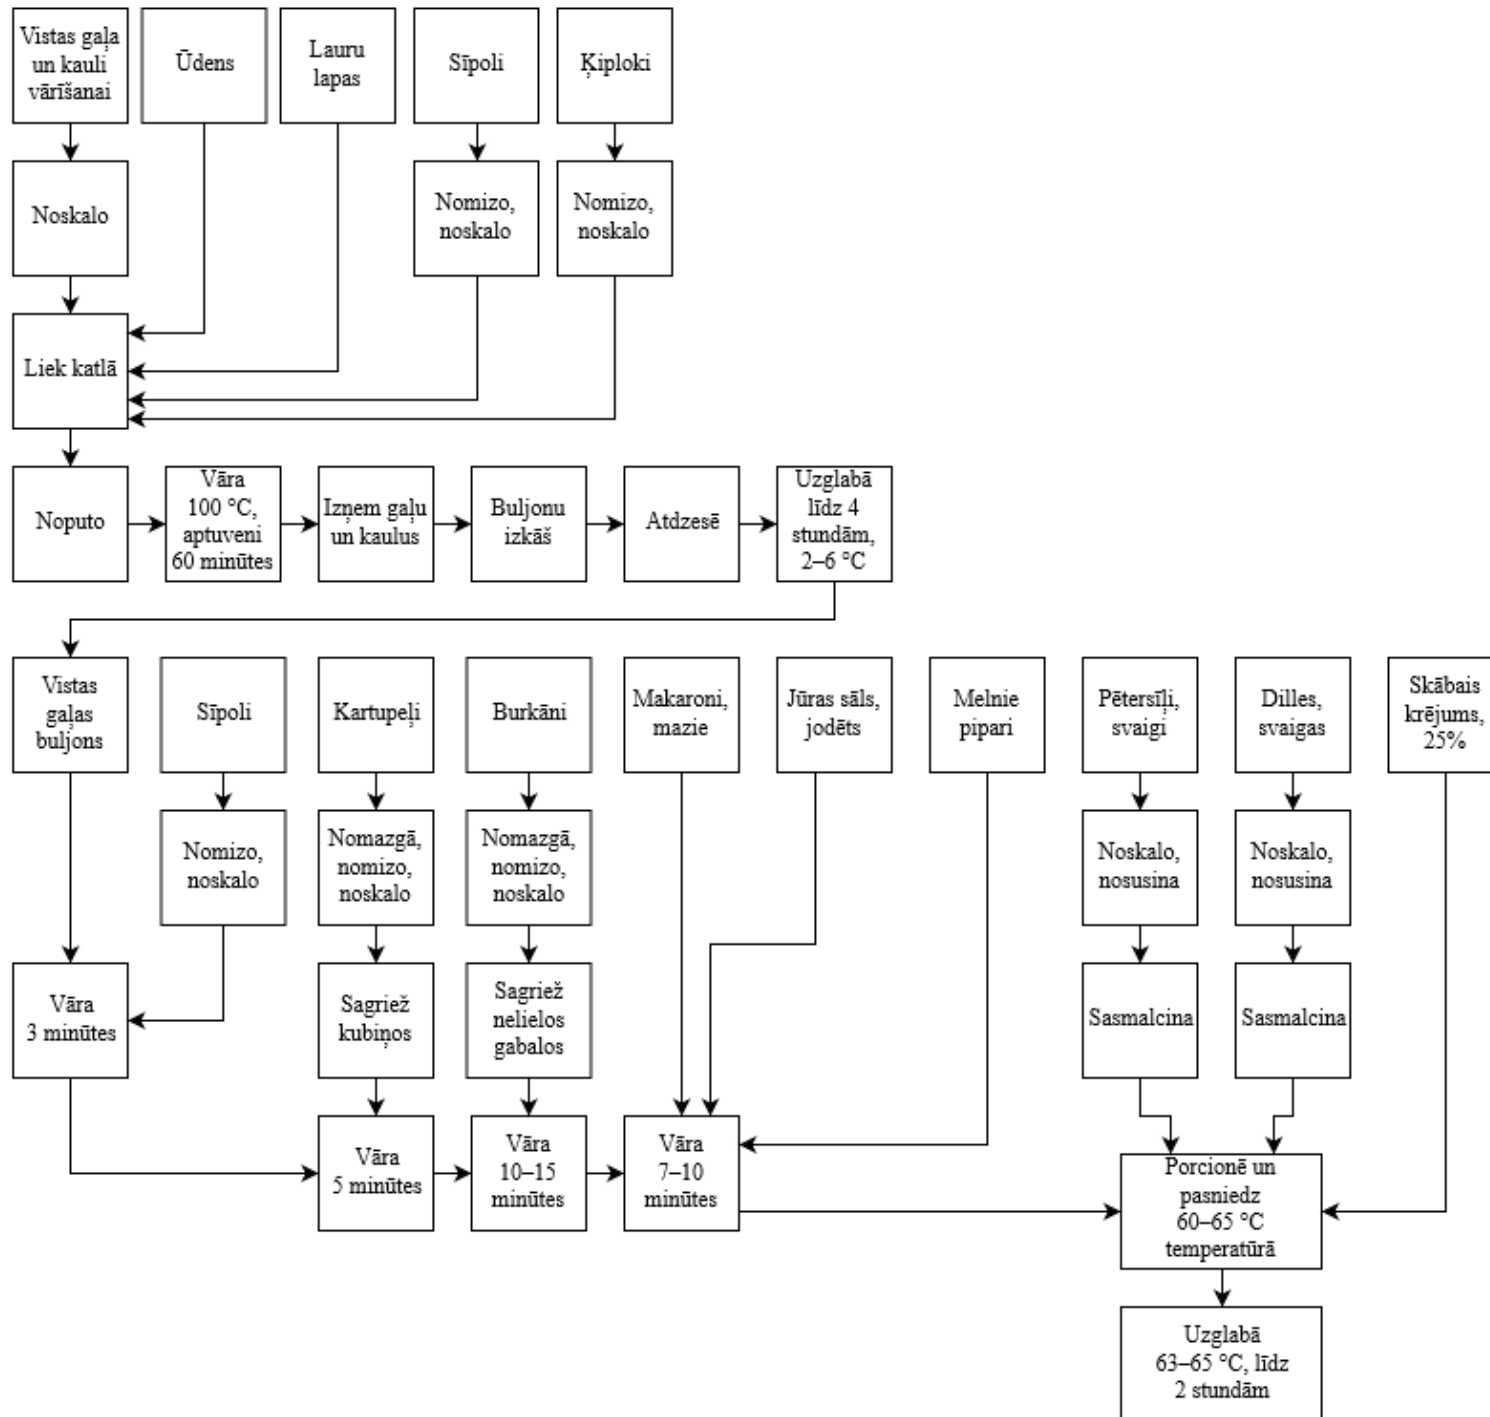 Vistas gaļa
un kauli
vārīšanai
Ūdens
Lauru
lapas
Sīpoli
Ķiploki
Noskalo
Nomizo,
noskalo
Nomizo,
noskalo
Liek katlā
Noputo
Vāra
100 °C,
aptuveni
60 minūtes
Izņem gaļu
un kaulus
Buljonu
izkāš
Atdzesē
Uzglabā
līdz 4
stundām,
2–6 °C
Vistas
gaļas
buljons
Sīpoli
Kartupeļi
Burkāni
Makaroni,
mazie
Jūras sāls,
jodēts
Melnie
pipari
Pētersīļi,
svaigi
Dilles,
svaigas
Skābais
krējums,
25%
Nomizo,
noskalo
Nomazgā,
nomizo,
noskalo
Nomazgā,
nomizo,
noskalo
Noskalo,
nosusina
Noskalo,
nosusina
Vāra
3 minūtes
Sagriež
kubiņos
Sagriež
nelielos
gabalos
Sasmalcina
Sasmalcina
Vāra
5 minūtes
Vāra
10–15
minūtes
Vāra
7–10
minūtes
Porcionē un
pasniedz
60–65 °C
temperatūrā
Uzglabā
63–65 °C, līdz
2 stundām